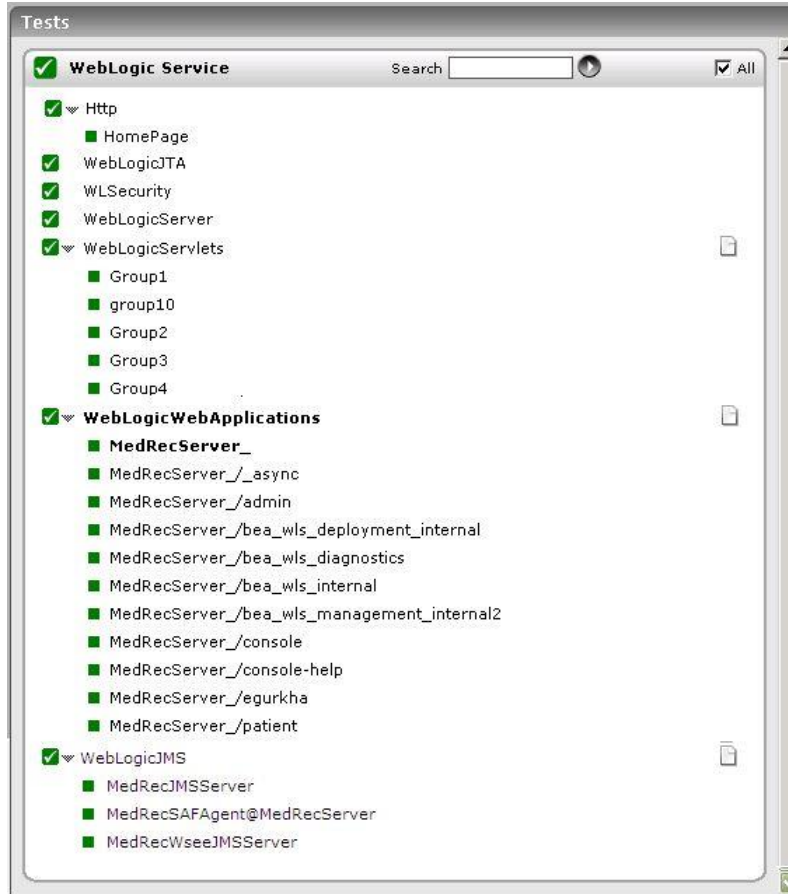 Tests
WebLogic Service Search All
Http
HomePage
WebLogicJTA
WLSecurity
WebLogicServer
WebLogicServlets
Group1
group10
Group2
Group3
Group4
WebLogicWebApplications
MedRecServer_
MedRecServer_/_async
MedRecServer_/admin
MedRecServer_/bea_wls_deployment_internal
MedRecServer_/bea_wls_diagnostics
MedRecServer_/bea_wls_internal
MedRecServer_/bea_wls_management_internal2
MedRecServer_/console
MedRecServer_/console-help
MedRecServer_/egurkha
MedRecServer_/patient
WebLogicJMS
MedRecJMSServer
MedRecSAFAgent@MedRecServer
MedRecWseeJMSServer